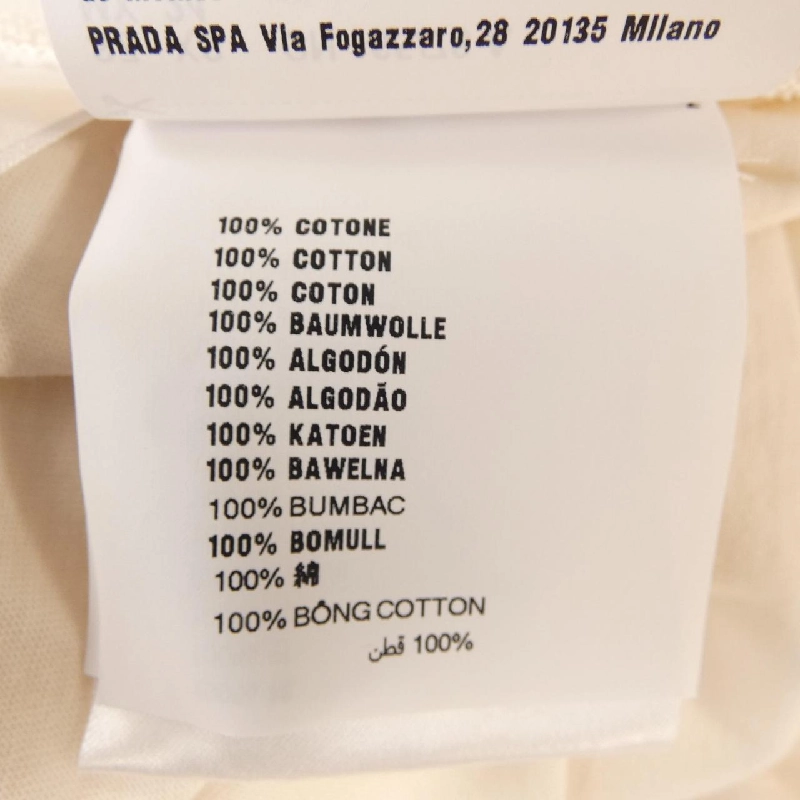 PRADA SPA VIa Fogazzaro,28 20135 MIlano
100% COTONE
100% COTTON
100% COTON
100% BAUMWOLLE
100% ALGODÓN
100% ALGODÃO
100% KATOEN
100% BAWELNA
100% BUMBAC
100% BOMULL
100% 綿
100% BÔNG COTTON
100% قطن